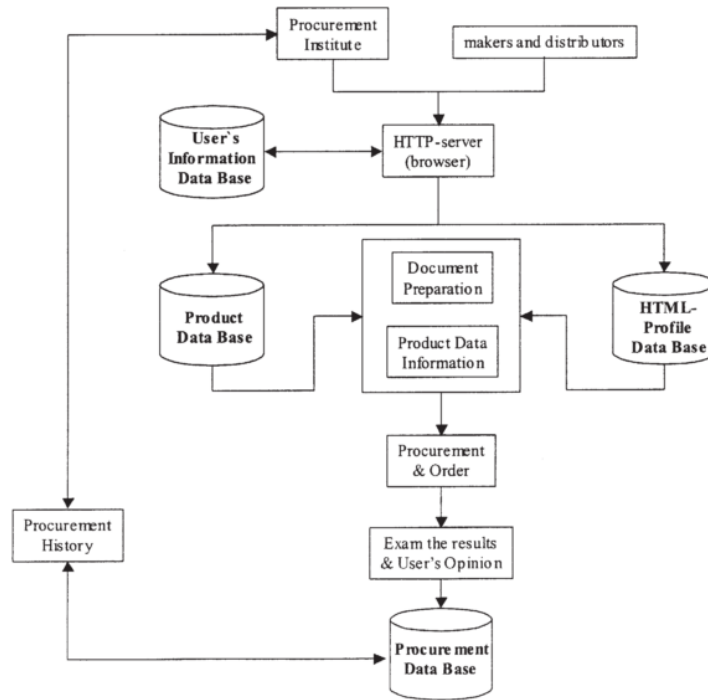 Procurement
Institute
makers and distributors
User`s
Information
Data Base
HTTP-server
(browser)
Product
Data Base
Document
Preparation
Product Data
Information
HTML-
Profile
Data Base
Procurement
& Order
Procurement
History
Exam the results
& User's Opinion
Procurement
Data Base